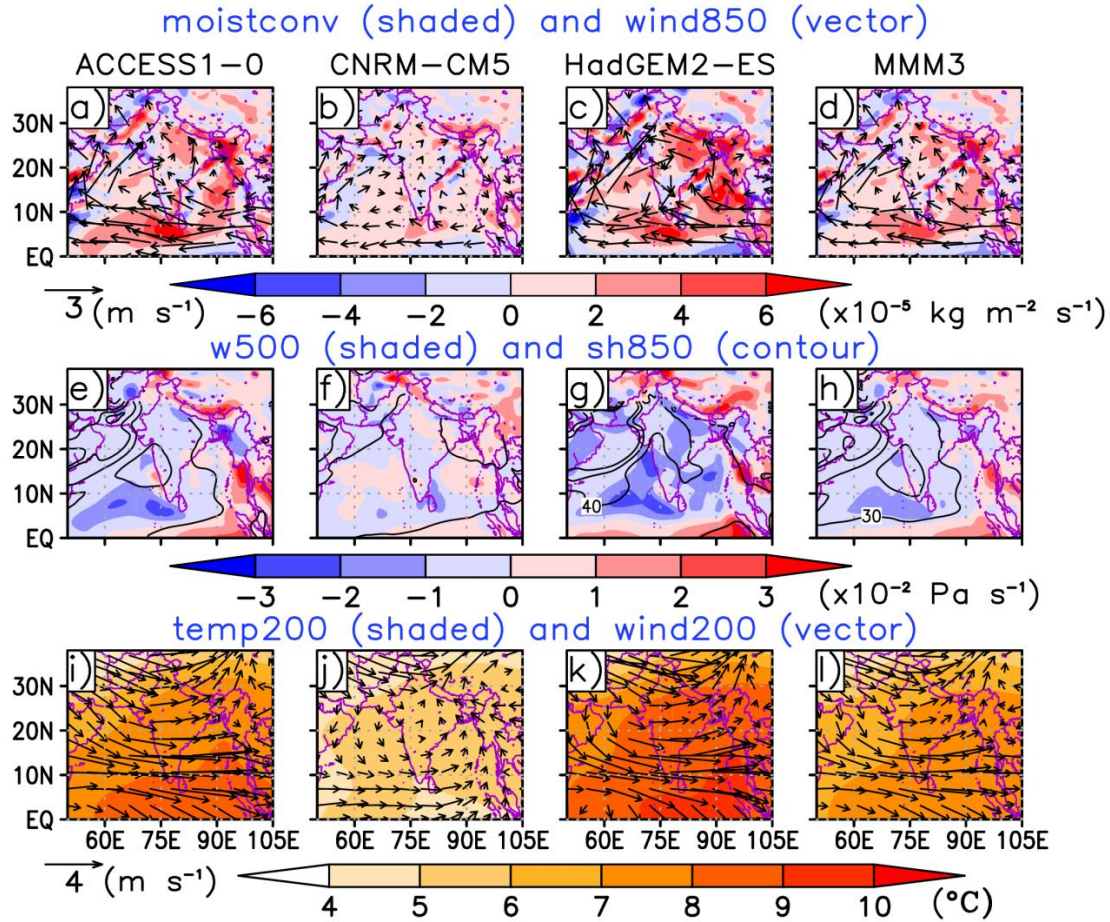 moistconv (shaded) and wind850 (vector)
ACCESS1-0 CNRM-CM5 HadGEM2-ES MMM3
a) b) c) d)
30N
20N
10N
EQ
3 (m s⁻¹) -6 -4 -2 0 2 4 6 (x10⁻⁵ kg m⁻² s⁻¹)
w500 (shaded) and sh850 (contour)
e) f) g) h)
30N
20N
10N
40 30
EQ
-3 -2 -1 0 1 2 3 (x10⁻² Pa s⁻¹)
temp200 (shaded) and wind200 (vector)
i) j) k) l)
30N
20N
10N
EQ
60E 75E 90E 105E 60E 75E 90E 105E 60E 75E 90E 105E 60E 75E 90E 105E
4 (m s⁻¹) 4 5 6 7 8 9 10 (°C)